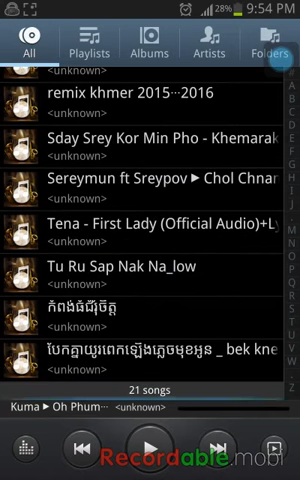 28% 9:54 PM
All Playlists Albums Artists Folders
<unknown>
remix khmer 2015···2016
<unknown>
Sday Srey Kor Min Pho - Khemarak
<unknown>
Sereymun ft Sreypov ▶ Chol Chnar
<unknown>
Tena - First Lady (Official Audio)+Ly
<unknown>
Tu Ru Sap Nak Na_low
<unknown>
កំពង់ធំជំរុំចិត្ត
<unknown>
បែកគ្នាយូរពេកឡើងភ្លេចមុខអូន _ bek kne
<unknown>
21 songs
Kuma ▶ Oh Phum··· <unknown>
Recordable.mobi
A
B
C
D
E
F
G
H
I
J
M
O
R
U
X
Z